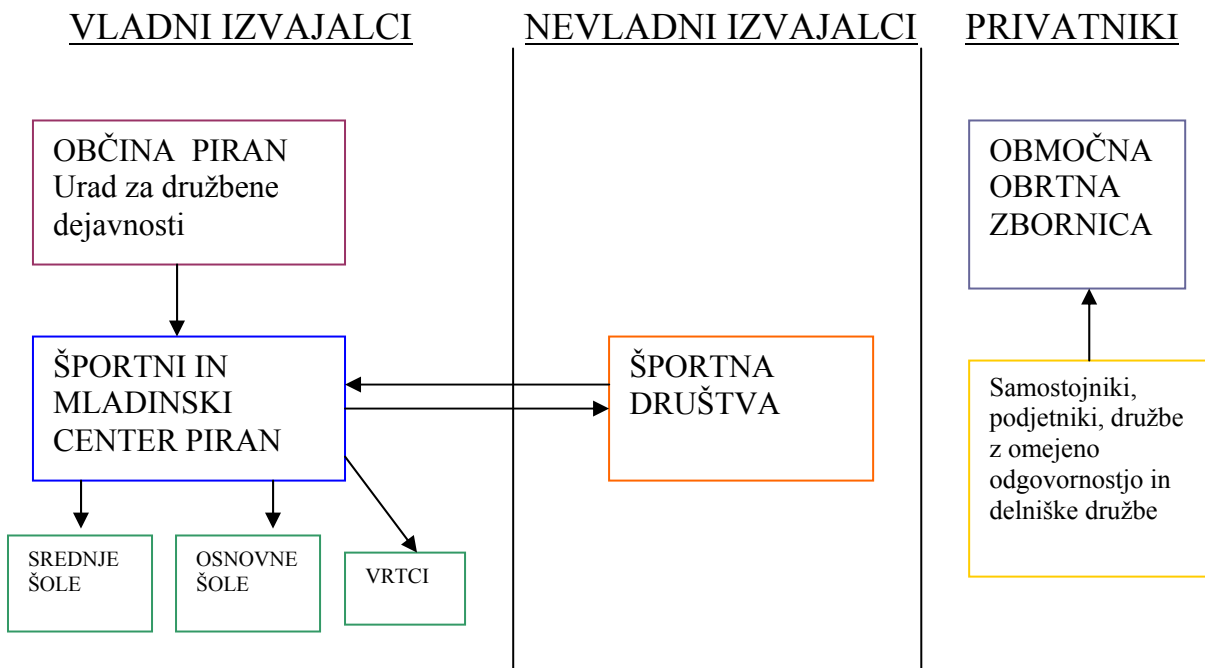 VLADNI IZVAJALCI
NEVLADNI IZVAJALCI
PRIVATNIKI
OBČINA PIRAN
Urad za družbene
dejavnosti
OBMOČNA
OBRTNA
ZBORNICA
ŠPORTNI IN
MLADINSKI
CENTER PIRAN
ŠPORTNA
DRUŠTVA
Samostojniki,
podjetniki, družbe
z omejeno
odgovornostjo in
delniške družbe
SREDNJE
ŠOLE
OSNOVNE
ŠOLE
VRTCI